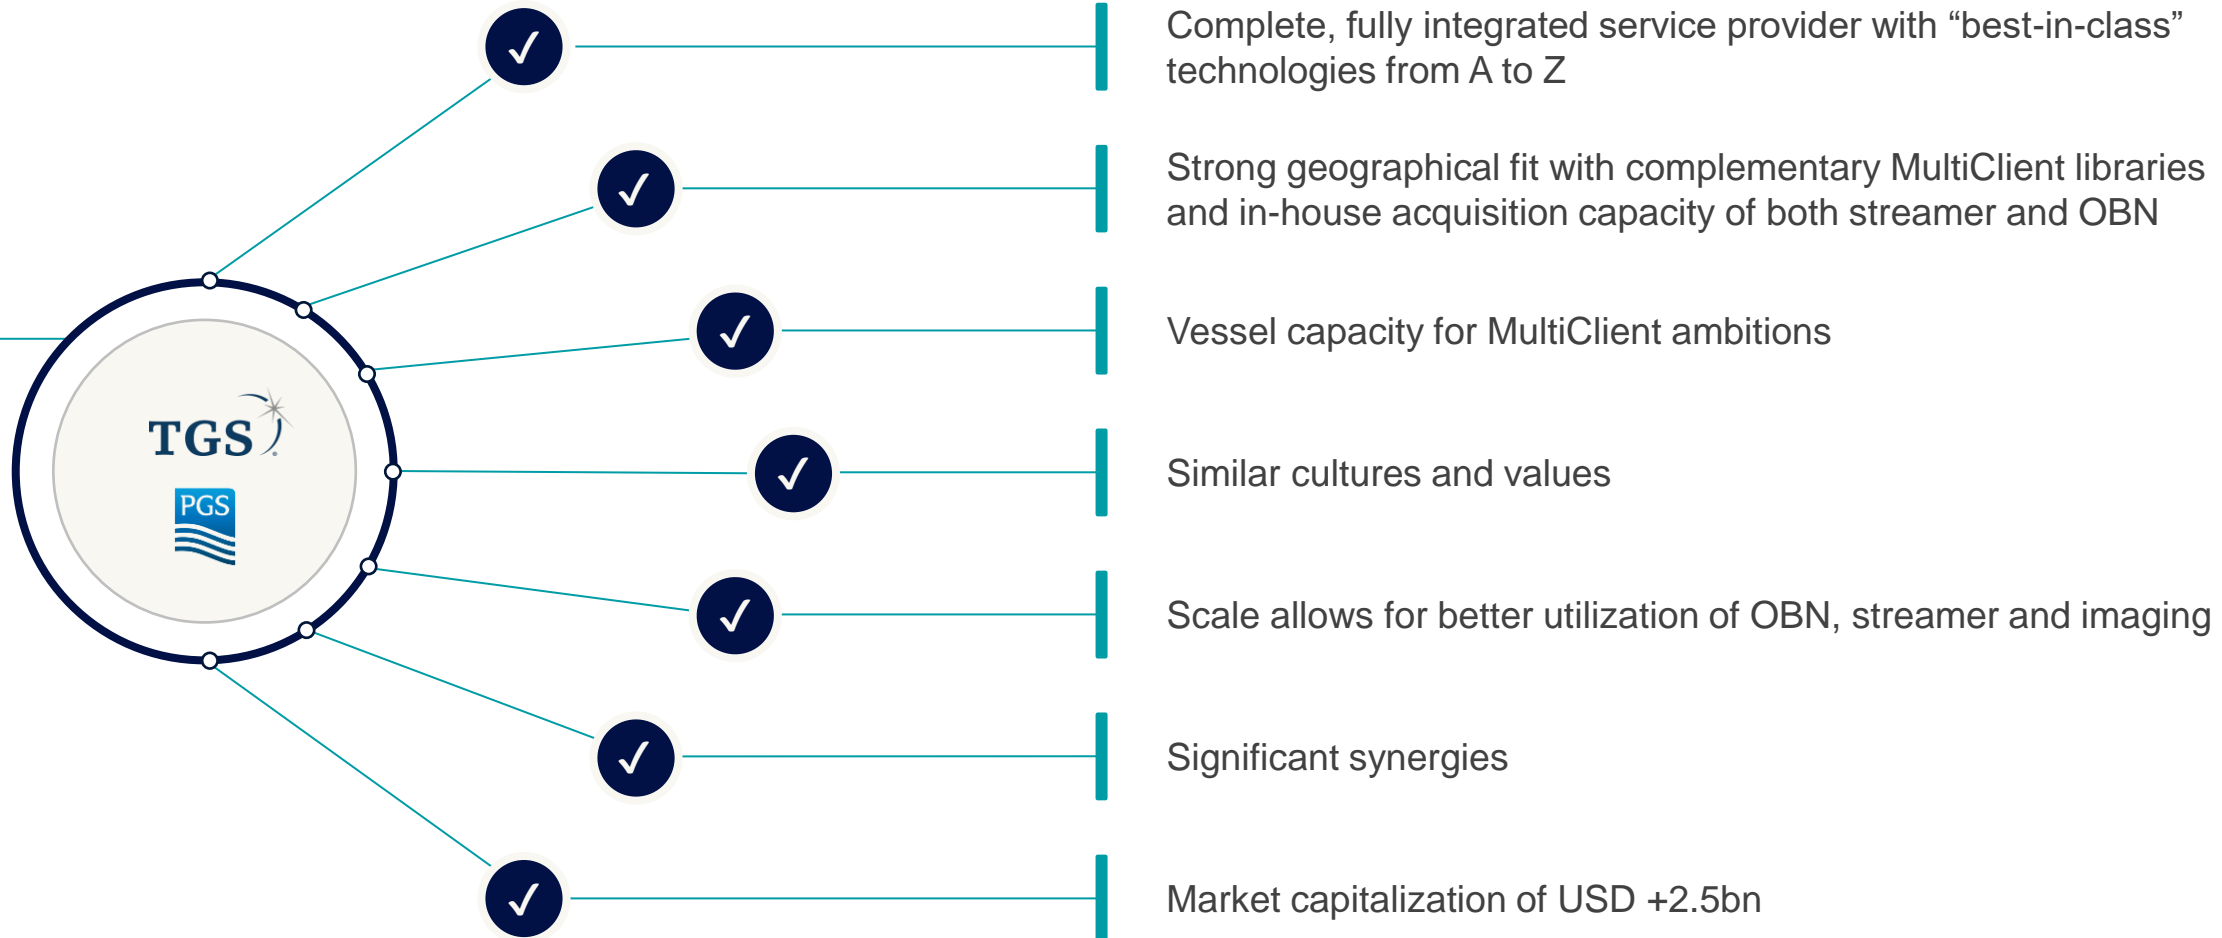 Complete, fully integrated service provider with “best-in-class”
technologies from A to Z
Strong geographical fit with complementary MultiClient libraries
and in-house acquisition capacity of both streamer and OBN
Vessel capacity for MultiClient ambitions
TGS
PGS
Similar cultures and values
Scale allows for better utilization of OBN, streamer and imaging
Significant synergies
Market capitalization of USD +2.5bn